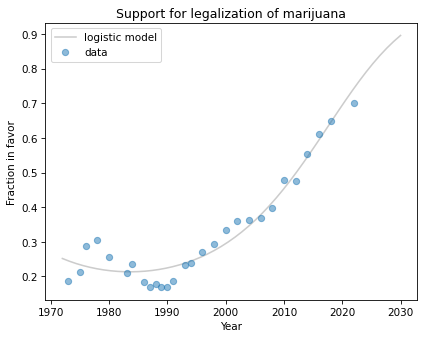 Support for legalization of marijuana
logistic model
data
Fraction in favor
0.9
0.8
0.7
0.6
0.5
0.4
0.3
0.2
1970 1980 1990 2000 2010 2020 2030
Year